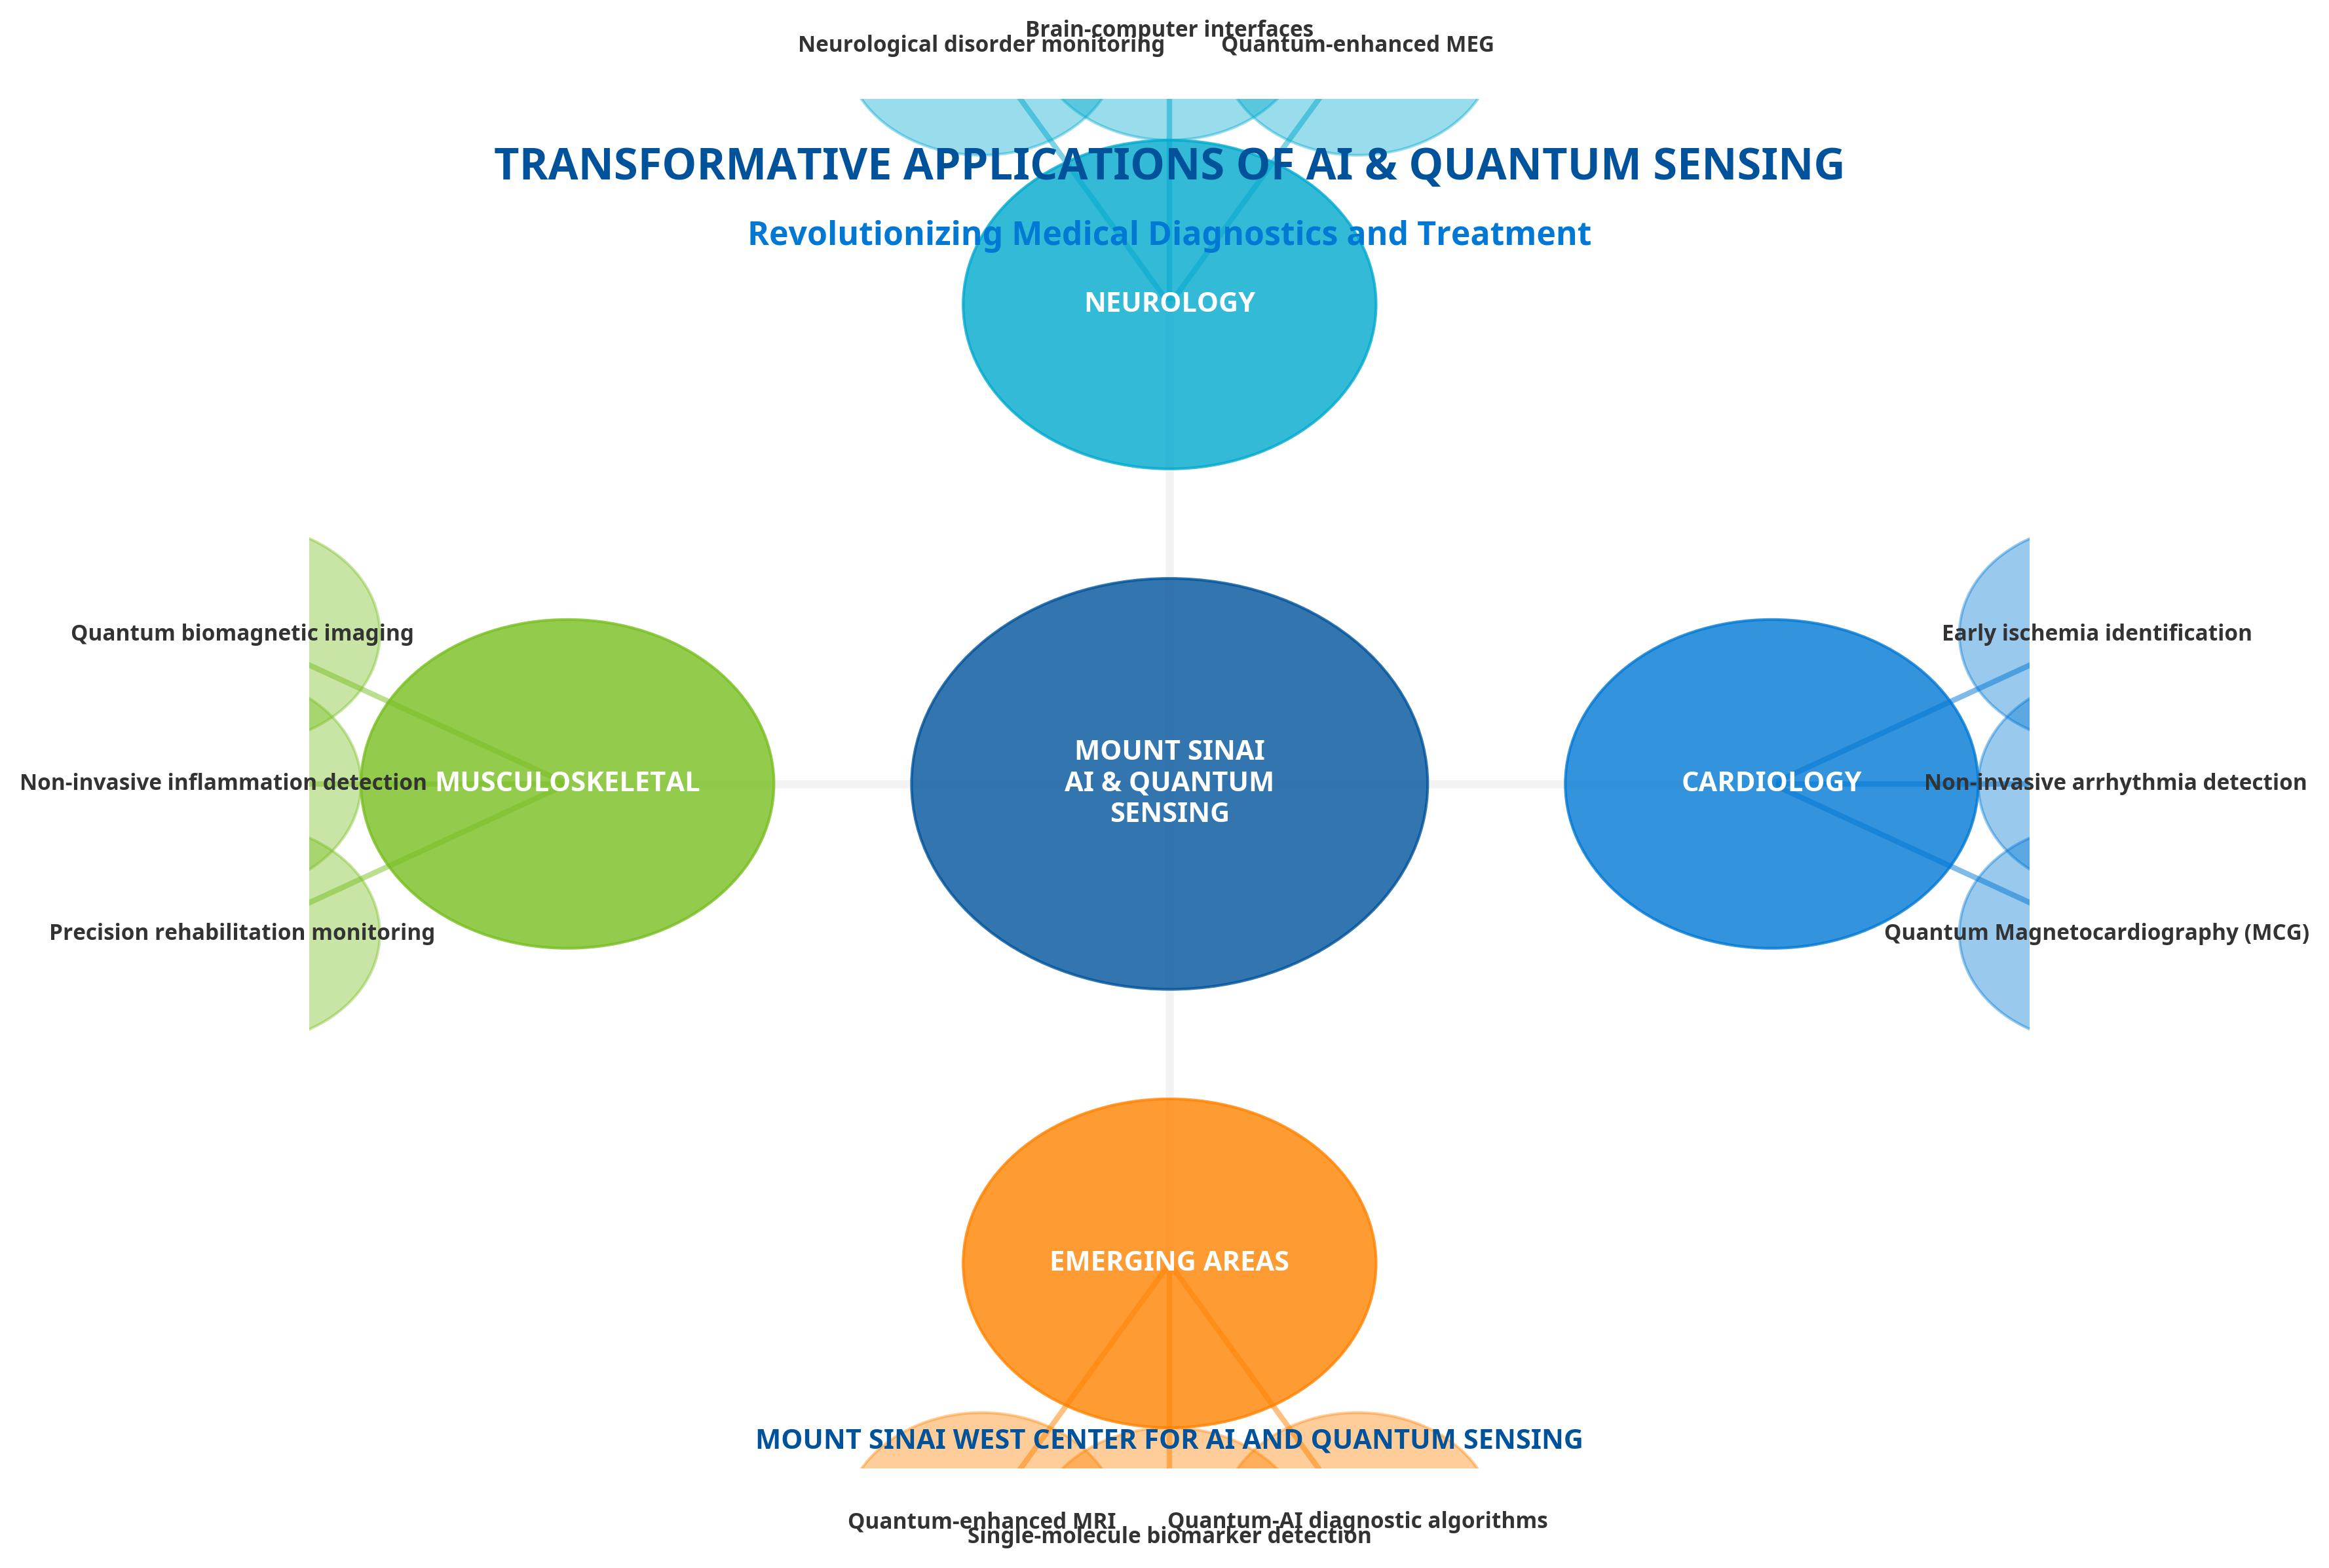 Brain-computer interfaces
Neurological disorder monitoring
Quantum-enhanced MEG
TRANSFORMATIVE APPLICATIONS OF AI & QUANTUM SENSING
Revolutionizing Medical Diagnostics and Treatment
NEUROLOGY
Quantum biomagnetic imaging
Early ischemia identification
MOUNT SINAI
AI & QUANTUM
SENSING
Non-invasive inflammation detection
MUSCULOSKELETAL
CARDIOLOGY
Non-invasive arrhythmia detection
Precision rehabilitation monitoring
Quantum Magnetocardiography (MCG)
EMERGING AREAS
MOUNT SINAI WEST CENTER FOR AI AND QUANTUM SENSING
Quantum-enhanced MRI
Quantum-AI diagnostic algorithms
Single-molecule biomarker detection